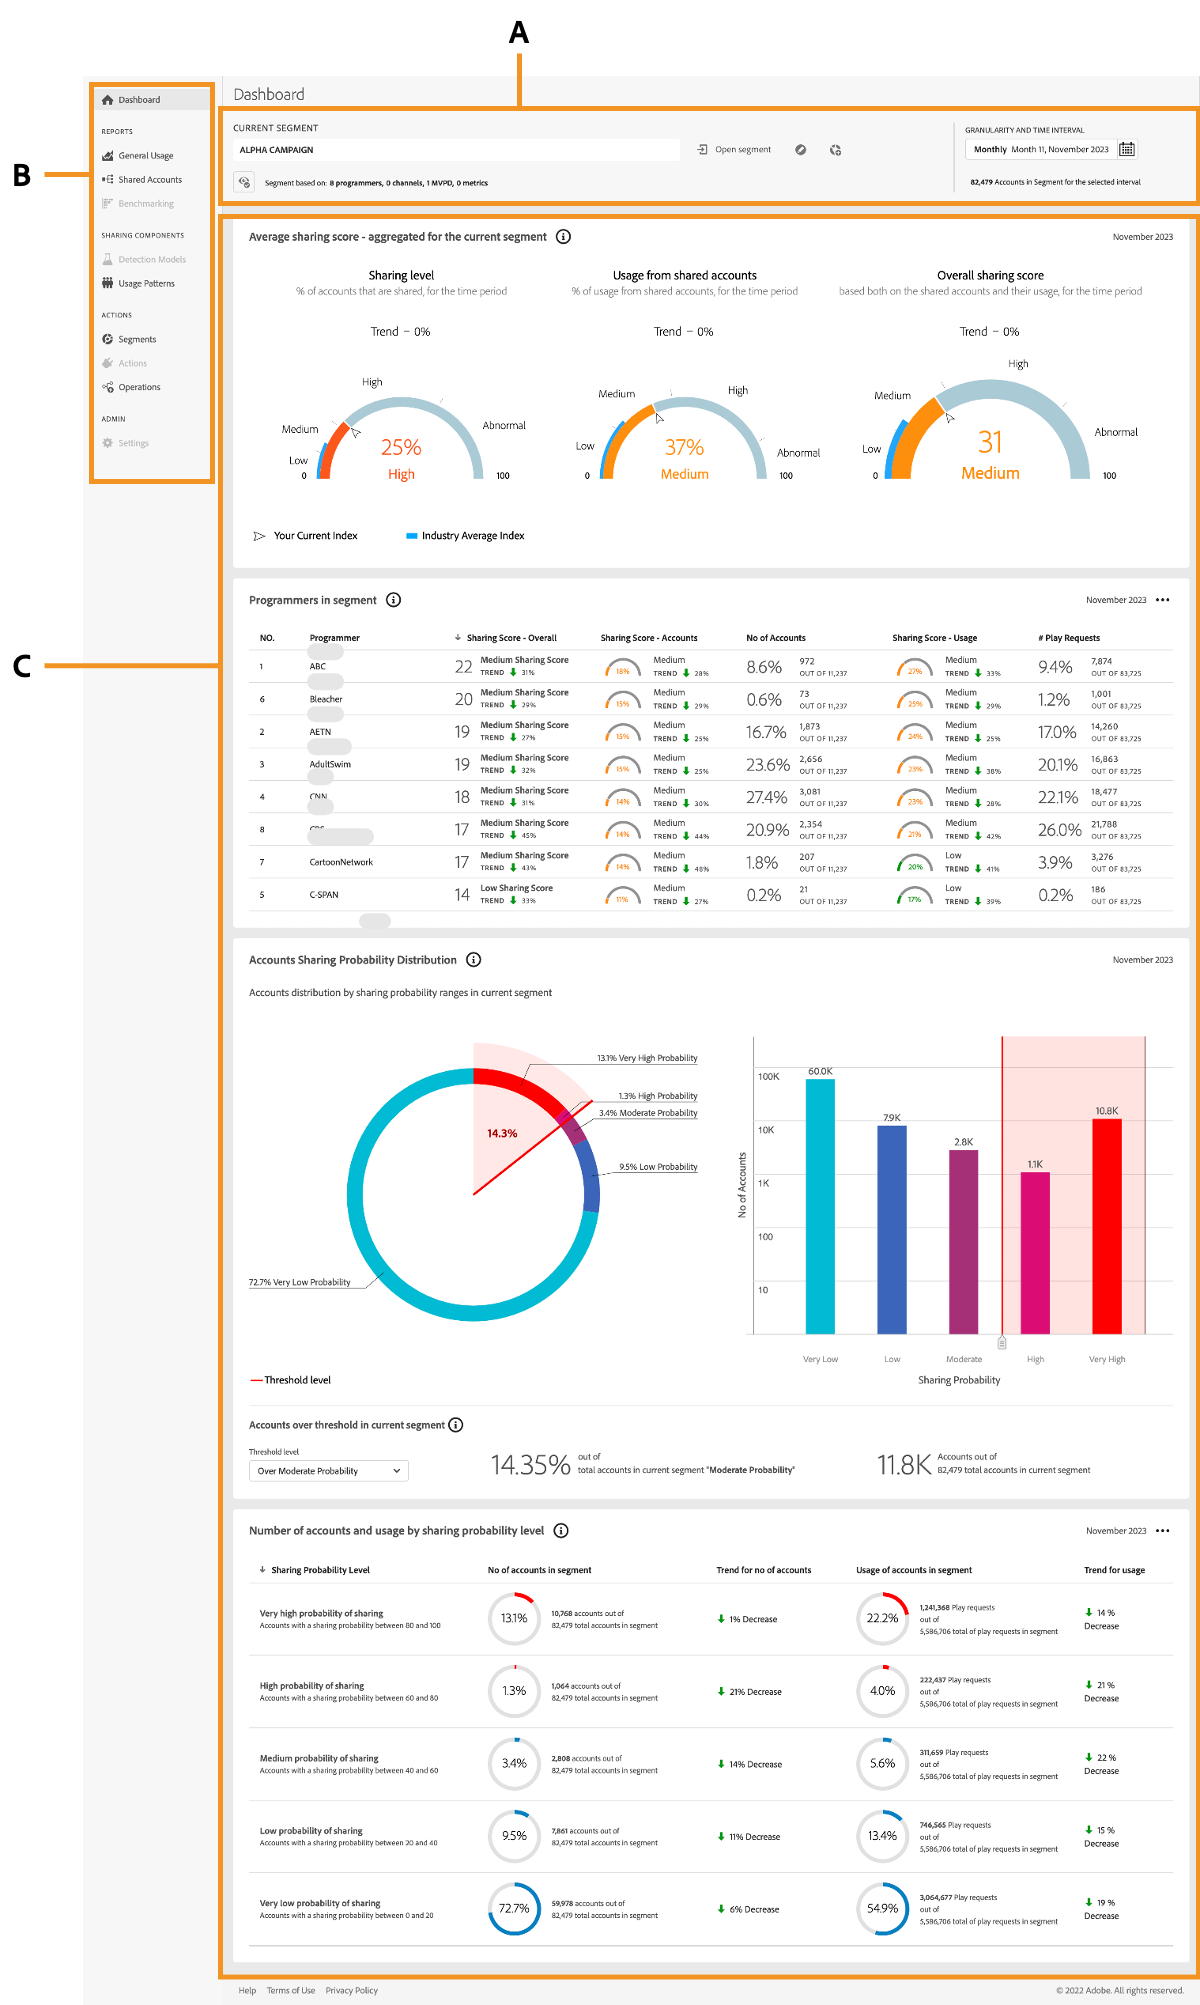 A
B
C
Dashboard
REPORTS
General Usage
Shared Accounts
Benchmarking
SHARING COMPONENTS
Detection Models
Usage Patterns
ACTIONS
Segments
Actions
Operations
ADMIN
Settings
Dashboard
CURRENT SEGMENT
ALPHA CAMPAIGN
Open segment
Segment based on: 8 programmers, 0 channels, 1 MVPD, 0 metrics
GRANULARITY AND TIME INTERVAL
Monthly Month 11, November 2023
82,479 Accounts in Segment for the selected interval
Average sharing score - aggregated for the current segment
November 2023
Sharing level
% of accounts that are shared, for the time period
Trend – 0%
Low
Medium
High
Abnormal
0
100
25%
High
Usage from shared accounts
% of usage from shared accounts, for the time period
Trend – 0%
Low
Medium
High
Abnormal
0
100
37%
Medium
Overall sharing score
based both on the shared accounts and their usage, for the time period
Trend – 0%
Low
Medium
High
Abnormal
0
100
31
Medium
Your Current Index
Industry Average Index
Programmers in segment
November 2023
NO. Programmer Sharing Score - Overall Sharing Score - Accounts No of Accounts Sharing Score - Usage # Play Requests
1 ABC 22 Medium Sharing Score TREND 31% 18% Medium TREND 28% 8.6% 972 OUT OF 11,237 27% Medium TREND 33% 9.4% 7,874 OUT OF 83,725
6 Bleacher 20 Medium Sharing Score TREND 29% 15% Medium TREND 29% 0.6% 73 OUT OF 11,237 25% Medium TREND 29% 1.2% 1,001 OUT OF 83,725
2 AETN 19 Medium Sharing Score TREND 27% 15% Medium TREND 25% 16.7% 1,873 OUT OF 11,237 24% Medium TREND 25% 17.0% 14,260 OUT OF 83,725
3 AdultSwim 19 Medium Sharing Score TREND 32% 15% Medium TREND 25% 23.6% 2,656 OUT OF 11,237 23% Medium TREND 38% 20.1% 16,863 OUT OF 83,725
4 CNN 18 Medium Sharing Score TREND 31% 14% Medium TREND 30% 27.4% 3,081 OUT OF 11,237 23% Medium TREND 28% 22.1% 18,477 OUT OF 83,725
8 17 Medium Sharing Score TREND 45% 14% Medium TREND 44% 20.9% 2,354 OUT OF 11,237 21% Medium TREND 42% 26.0% 21,788 OUT OF 83,725
7 CartoonNetwork 17 Medium Sharing Score TREND 43% 14% Medium TREND 48% 1.8% 207 OUT OF 11,237 20% Low TREND 41% 3.9% 3,276 OUT OF 83,725
5 C-SPAN 14 Low Sharing Score TREND 33% 11% Medium TREND 27% 0.2% 21 OUT OF 11,237 17% Low TREND 39% 0.2% 186 OUT OF 83,725
Accounts Sharing Probability Distribution
November 2023
Accounts distribution by sharing probability ranges in current segment
13.1% Very High Probability
1.3% High Probability
3.4% Moderate Probability
14.3%
9.5% Low Probability
72.7% Very Low Probability
Threshold level
No of Accounts
100K
10K
1K
100
10
60.0K
7.9K
2.8K
1.1K
10.8K
Very Low Low Moderate High Very High
Sharing Probability
Accounts over threshold in current segment
Threshold level
Over Moderate Probability
14.35% out of
total accounts in current segment "Moderate Probability"
11.8K Accounts out of
82,479 total accounts in current segment
Number of accounts and usage by sharing probability level
November 2023
Sharing Probability Level No of accounts in segment Trend for no of accounts Usage of accounts in segment Trend for usage
Very high probability of sharing
Accounts with a sharing probability between 80 and 100
13.1%
10,768 accounts out of
82,479 total accounts in segment
1% Decrease
22.2%
1,241,368 Play requests
out of
5,586,706 total of play requests in segment
14 %
Decrease
High probability of sharing
Accounts with a sharing probability between 60 and 80
1.3%
1,064 accounts out of
82,479 total accounts in segment
21% Decrease
4.0%
222,437 Play requests
out of
5,586,706 total of play requests in segment
21 %
Decrease
Medium probability of sharing
Accounts with a sharing probability between 40 and 60
3.4%
2,808 accounts out of
82,479 total accounts in segment
14% Decrease
5.6%
311,659 Play requests
out of
5,586,706 total of play requests in segment
22 %
Decrease
Low probability of sharing
Accounts with a sharing probability between 20 and 40
9.5%
7,861 accounts out of
82,479 total accounts in segment
11% Decrease
13.4%
746,565 Play requests
out of
5,586,706 total of play requests in segment
15 %
Decrease
Very low probability of sharing
Accounts with a sharing probability between 0 and 20
72.7%
59,978 accounts out of
82,479 total accounts in segment
6% Decrease
54.9%
3,064,677 Play requests
out of
5,586,706 total of play requests in segment
19 %
Decrease
Help Terms of Use Privacy Policy
© 2022 Adobe. All rights reserved.